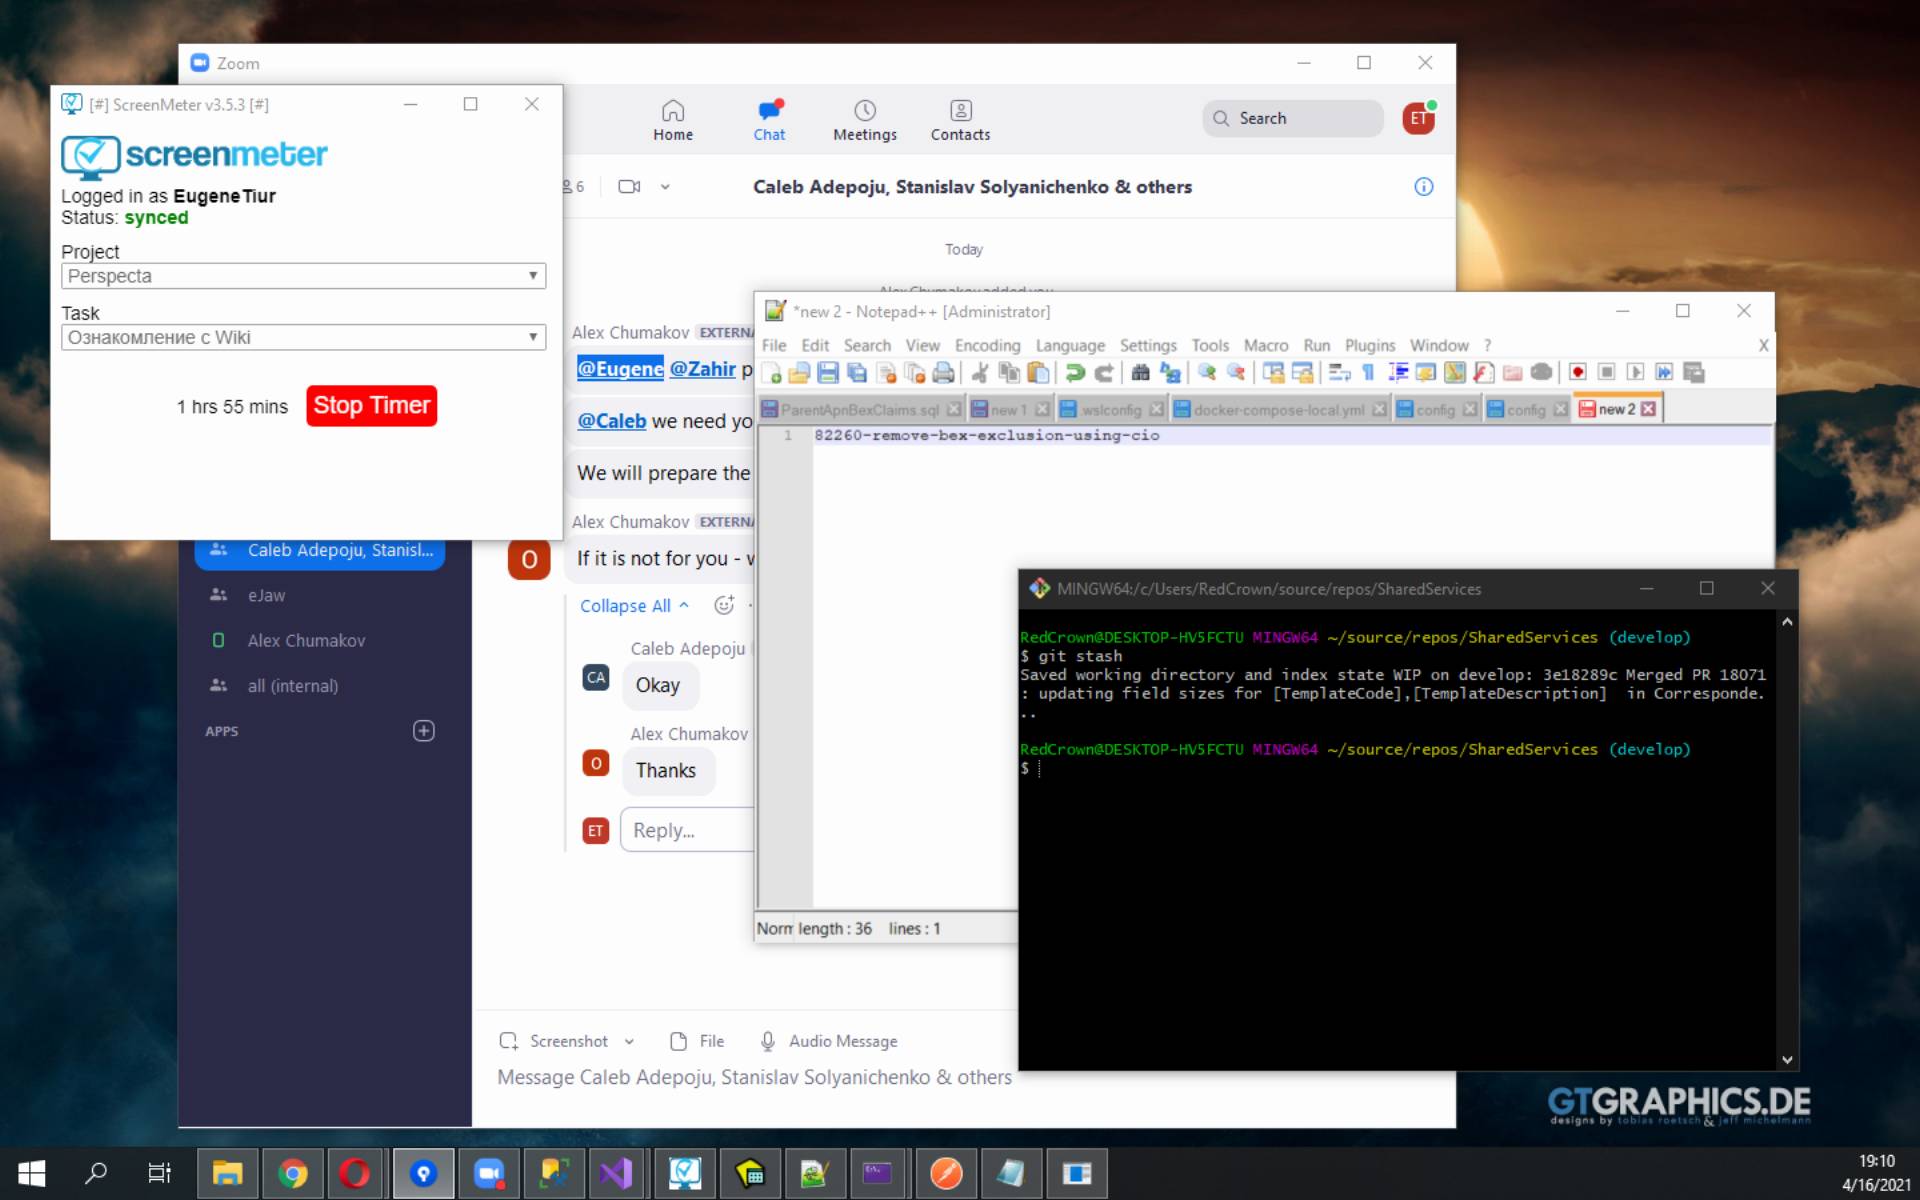 Zoom
Home
Chat
Meetings
Contacts
Search
ET
6
Caleb Adepoju, Stanislav Solyanichenko & others
Today
[#] ScreenMeter v3.5.3 [#]
screenmeter
Logged in as EugeneTiur
Status: synced
Project
Perspecta
Task
Ознакомление с Wiki
1 hrs 55 mins
Stop Timer
Alex Chumakov added you
Alex Chumakov EXTERNA
@Eugene @Zahir p
@Caleb we need yo
We will prepare the
Alex Chumakov EXTERNA
O
If it is not for you - w
Collapse All
Caleb Adepoju
CA
Okay
Alex Chumakov
O
Thanks
ET
Reply...
Caleb Adepoju, Stanisl...
eJaw
Alex Chumakov
all (internal)
APPS
Screenshot
File
Audio Message
Message Caleb Adepoju, Stanislav Solyanichenko & others
*new 2 - Notepad++ [Administrator]
File Edit Search View Encoding Language Settings Tools Macro Run Plugins Window ?
X
ParentApnBexClaims.sql new 1 .wslconfig docker-compose-local.yml config config new 2
1 82260-remove-bex-exclusion-using-cio
Norm length : 36 lines : 1
MINGW64:/c/Users/RedCrown/source/repos/SharedServices
RedCrown@DESKTOP-HV5FCTU MINGW64 ~/source/repos/SharedServices (develop)
$ git stash
Saved working directory and index state WIP on develop: 3e18289c Merged PR 18071
: updating field sizes for [TemplateCode],[TemplateDescription]  in Corresponde.
..
RedCrown@DESKTOP-HV5FCTU MINGW64 ~/source/repos/SharedServices (develop)
$
GTGRAPHICS.DE
designs by tobias roetsch & jeff michelmann
19:10
4/16/2021